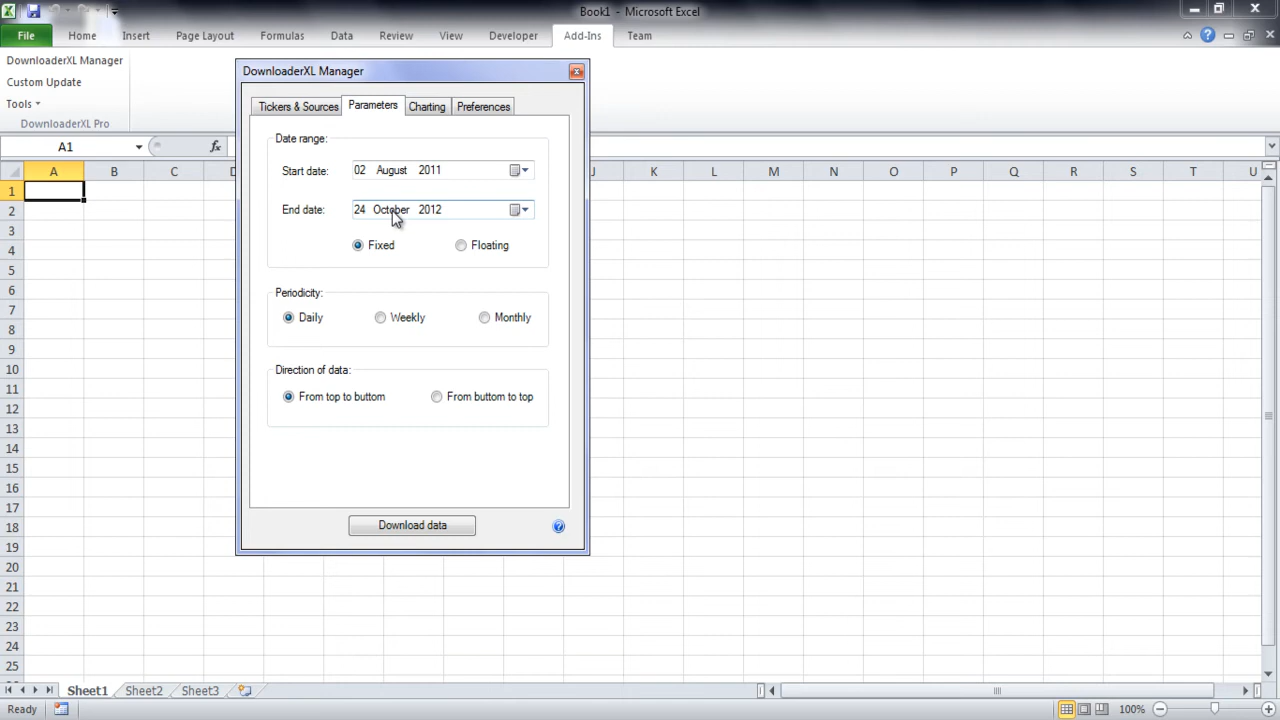 Book1 - Microsoft Excel
File Home Insert Page Layout Formulas Data Review View Developer Add-Ins Team
DownloaderXL Manager
Custom Update
Tools
DownloaderXL Pro
A1 fx
DownloaderXL Manager
Tickers & Sources Parameters Charting Preferences
Date range:
Start date: 02 August 2011
End date: 24 October 2012
Fixed Floating
Periodicity:
Daily Weekly Monthly
Direction of data:
From top to buttom From buttom to top
Download data
A B C D J K L M N O P Q R S T U
1
2
3
4
5
6
7
8
9
10
11
12
13
14
15
16
17
18
19
20
21
22
23
24
25
Sheet1 Sheet2 Sheet3
Ready 100%